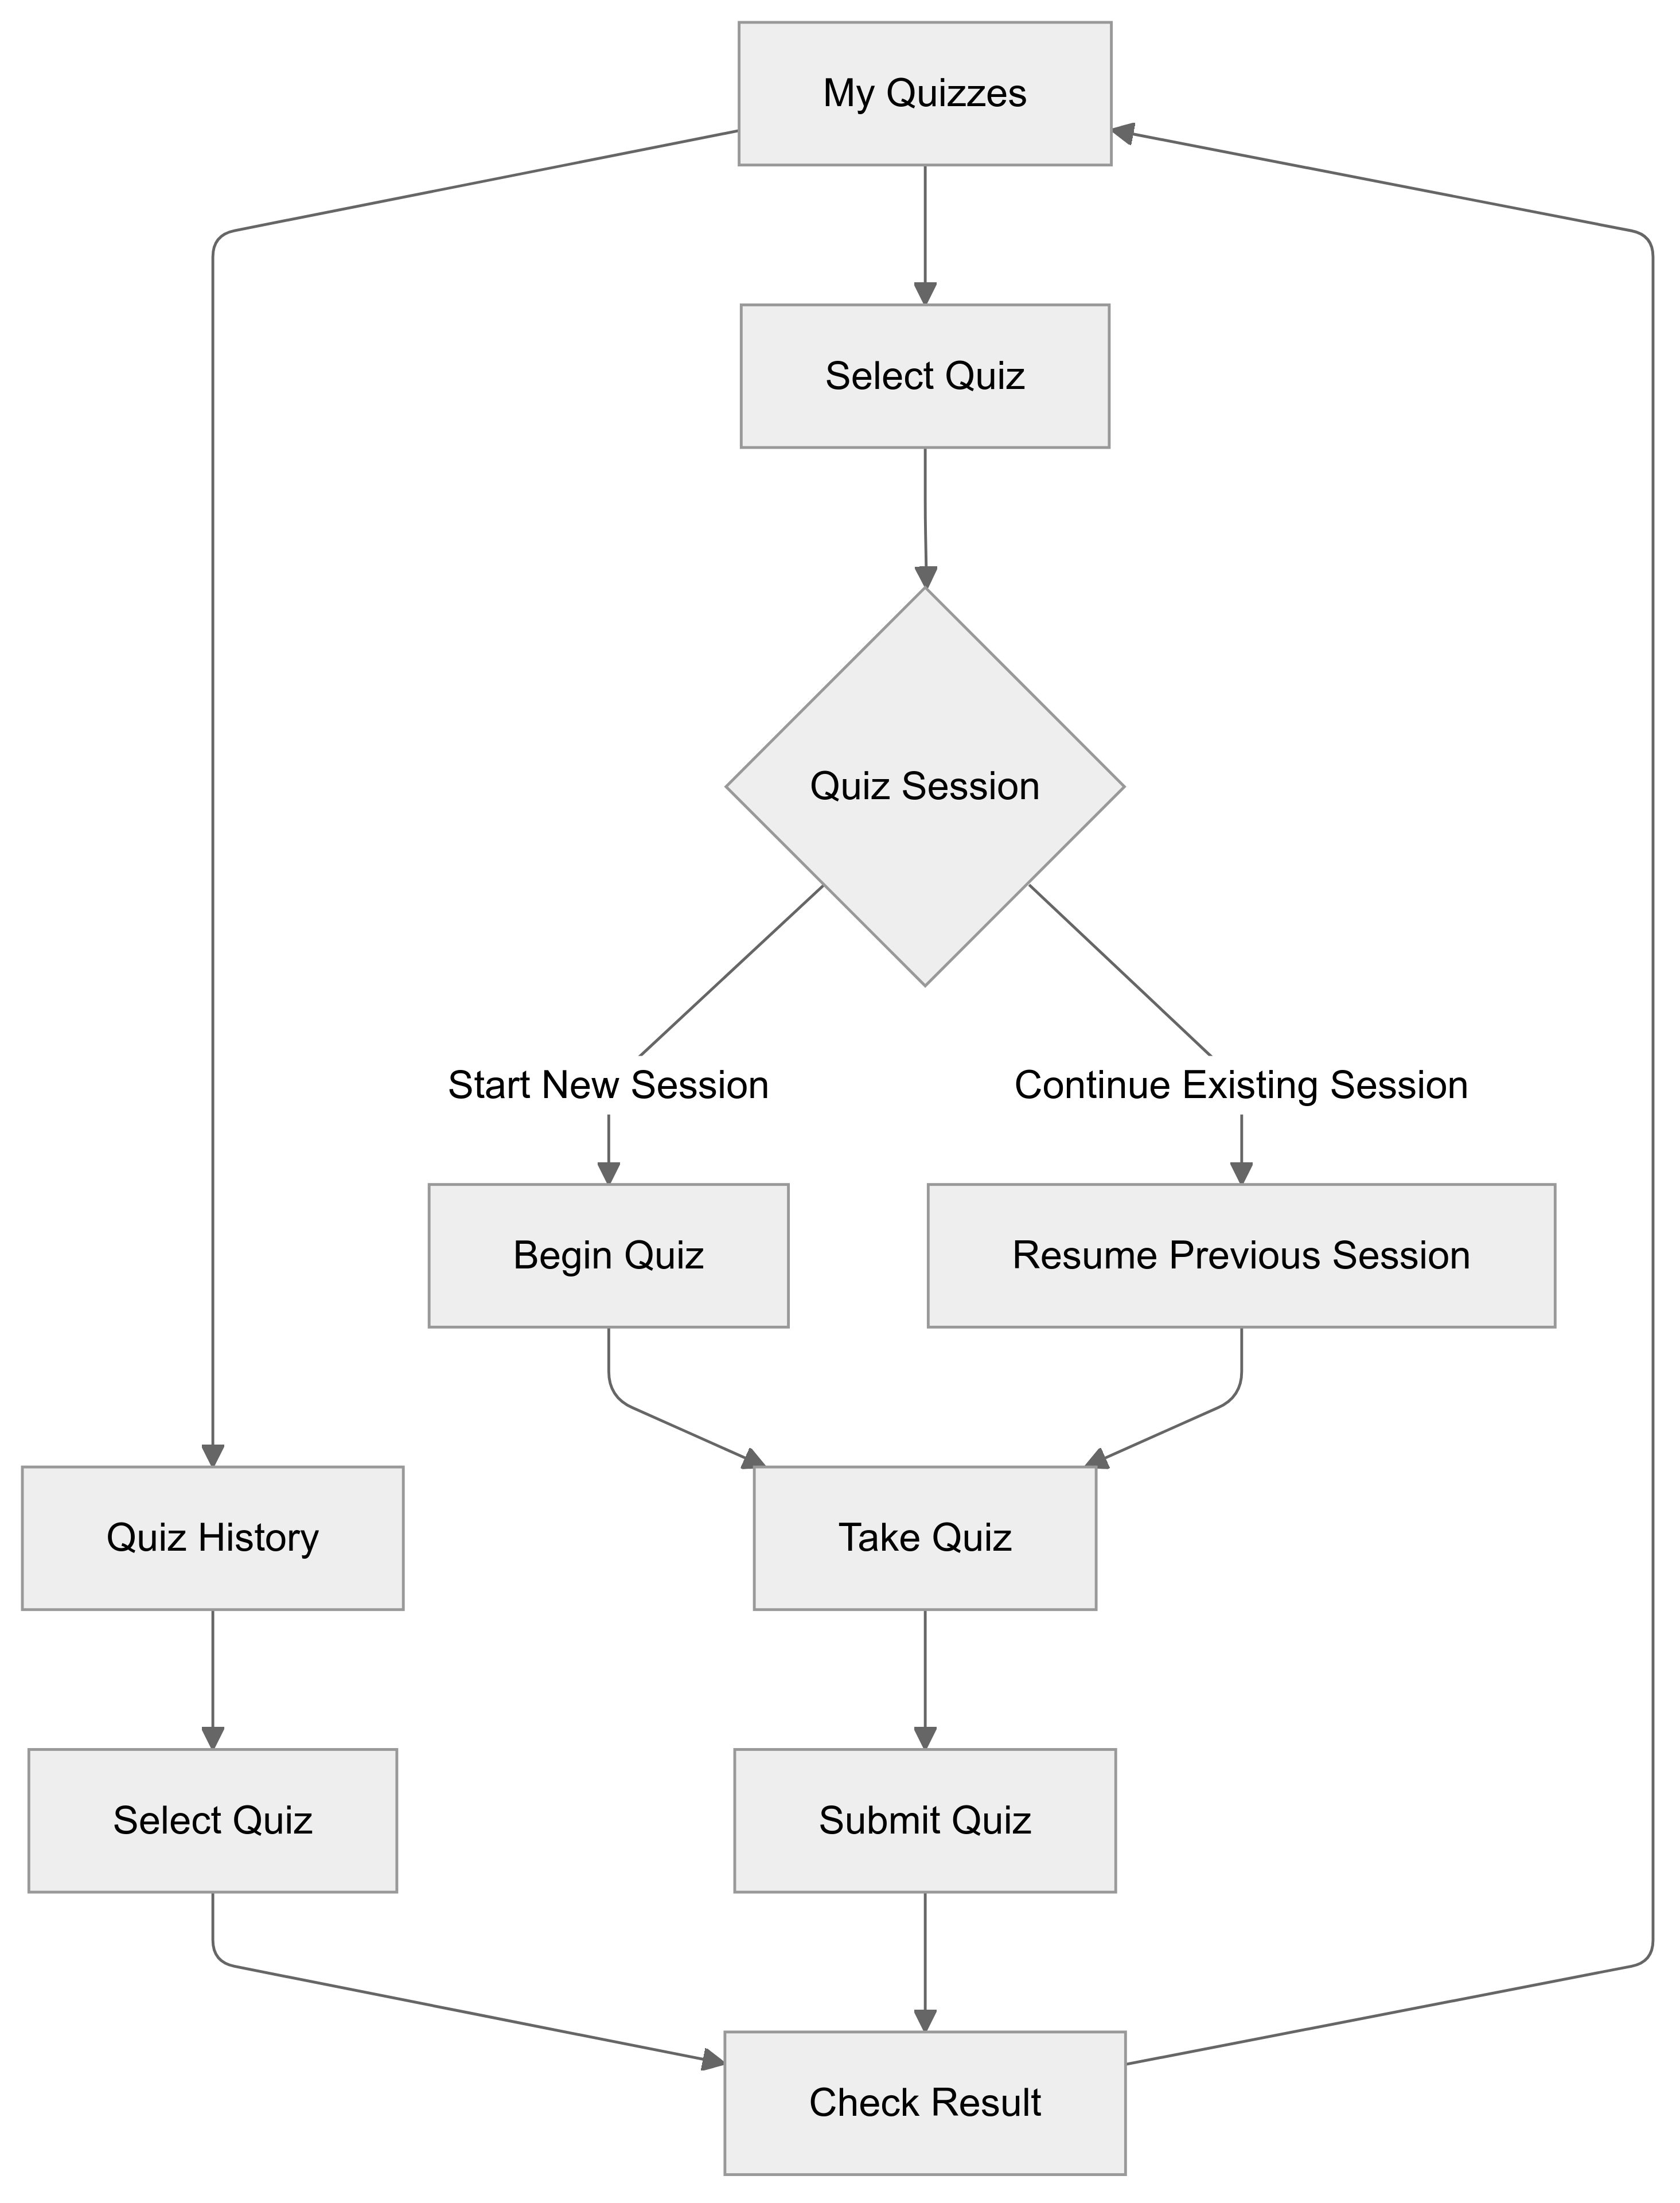 My Quizzes
Select Quiz
Quiz Session
Start New Session
Continue Existing Session
Begin Quiz
Resume Previous Session
Quiz History
Take Quiz
Select Quiz
Submit Quiz
Check Result